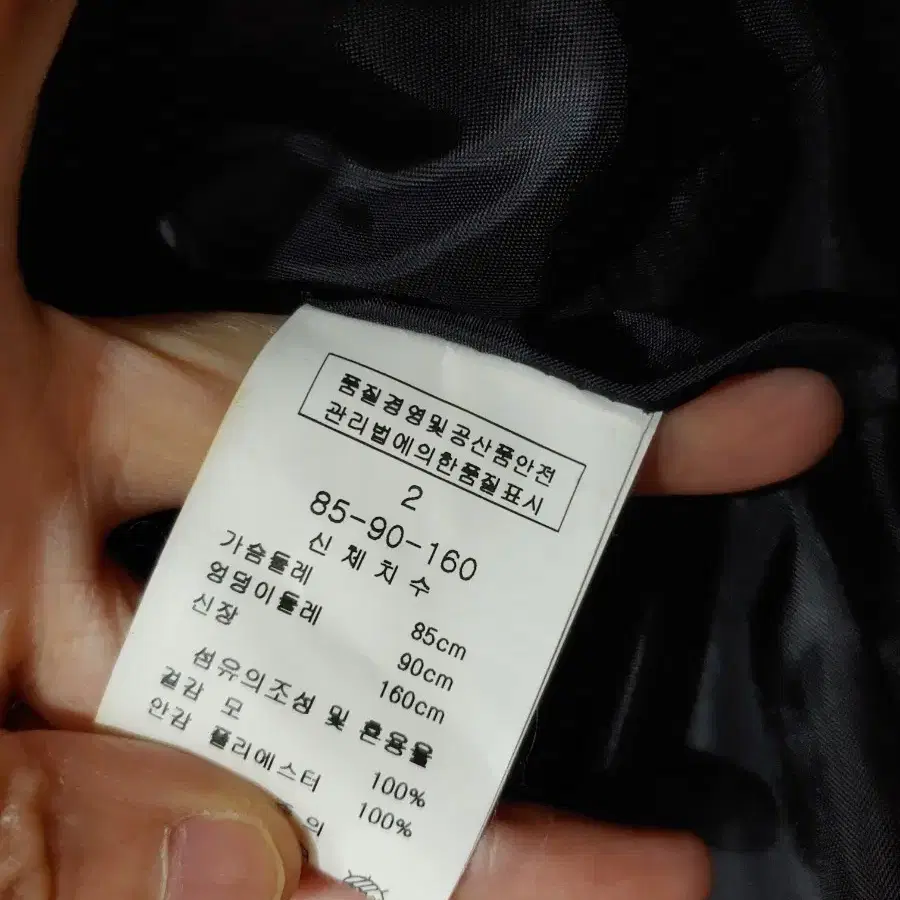 품질경영및공산품안전
관리법에의한품질표시
2
85-90-160
신 체 치 수
가슴둘레 85cm
엉덩이둘레 90cm
신장 160cm
섬유의조성 및 혼용율
겉감 모 100%
안감 폴리에스터 100%
의